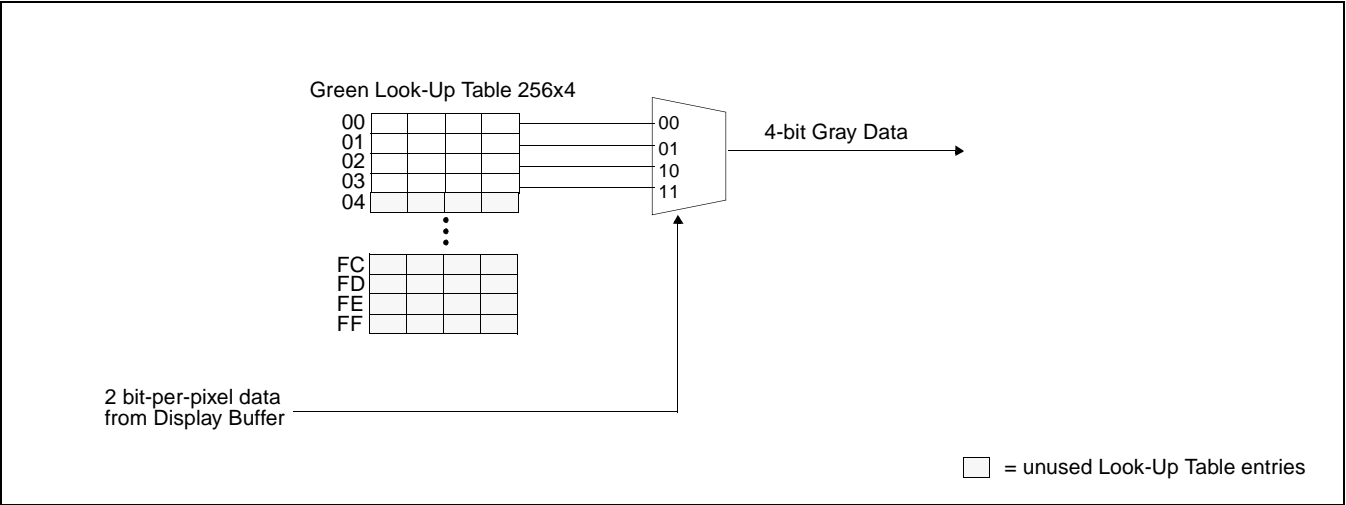 Green Look-Up Table 256x4
00
01
02
03
04
00
01
10
11
4-bit Gray Data
FC
FD
FE
FF
2 bit-per-pixel data
from Display Buffer
= unused Look-Up Table entries